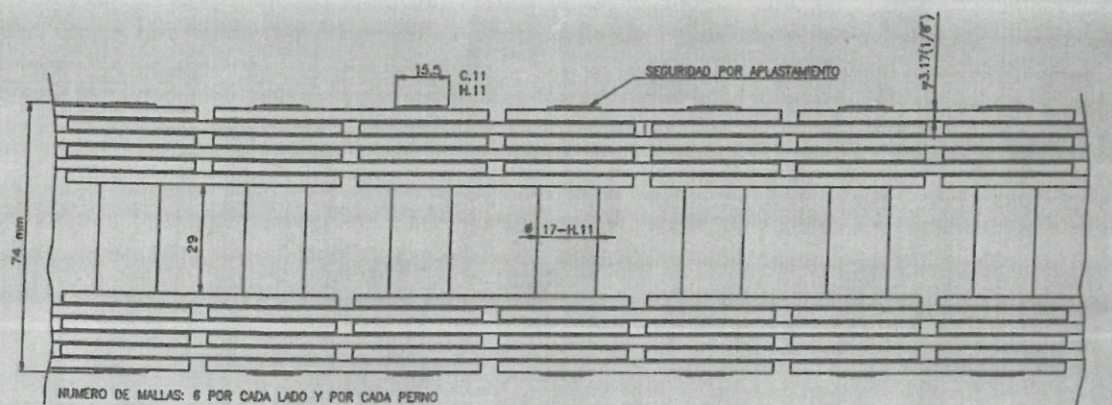 15.5
C.11
H.11
SEGURIDAD POR APLASTAMIENTO
3.17(1/8")
74 mm
29
ø 17-H.11
NUMERO DE MALLAS: 6 POR CADA LADO Y POR CADA PERNO